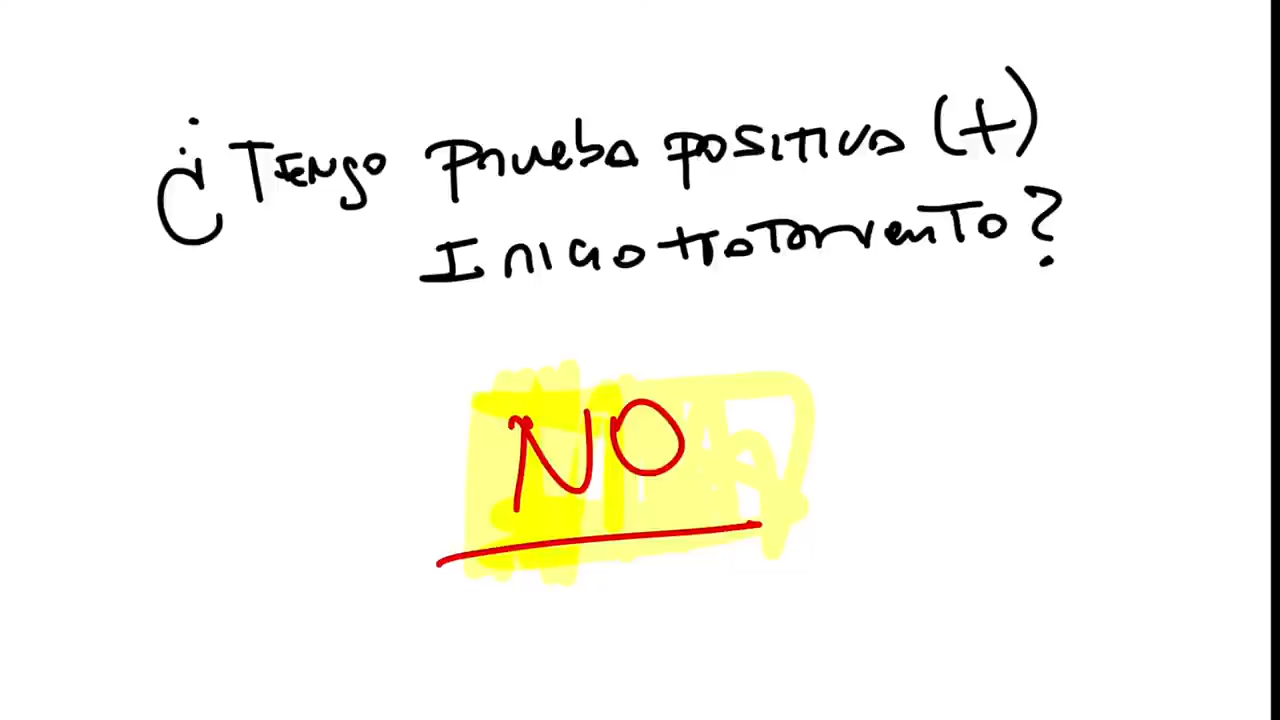 ¿Tengo prueba positiva (+)
Inicio tratamiento?
NO